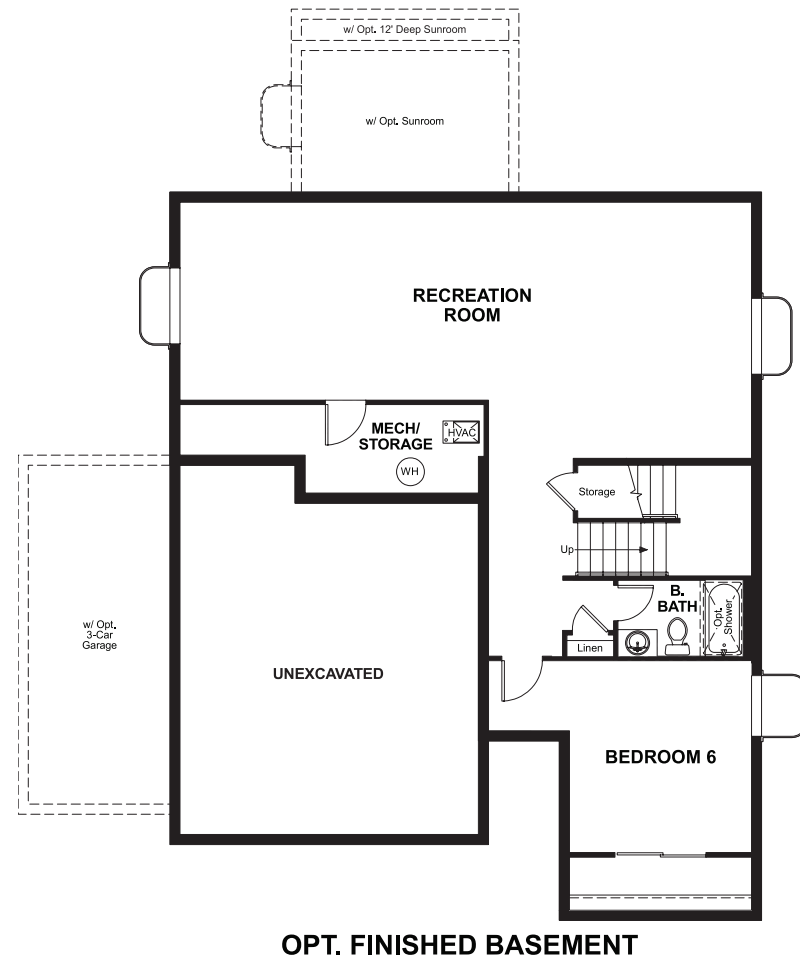 w/ Opt. 12' Deep Sunroom
w/ Opt. Sunroom
RECREATION
ROOM
MECH/
STORAGE
HVAC
WH
Storage
Up
B.
BATH
Opt.
Shower
Linen
w/ Opt.
3-Car
Garage
UNEXCAVATED
BEDROOM 6
OPT. FINISHED BASEMENT